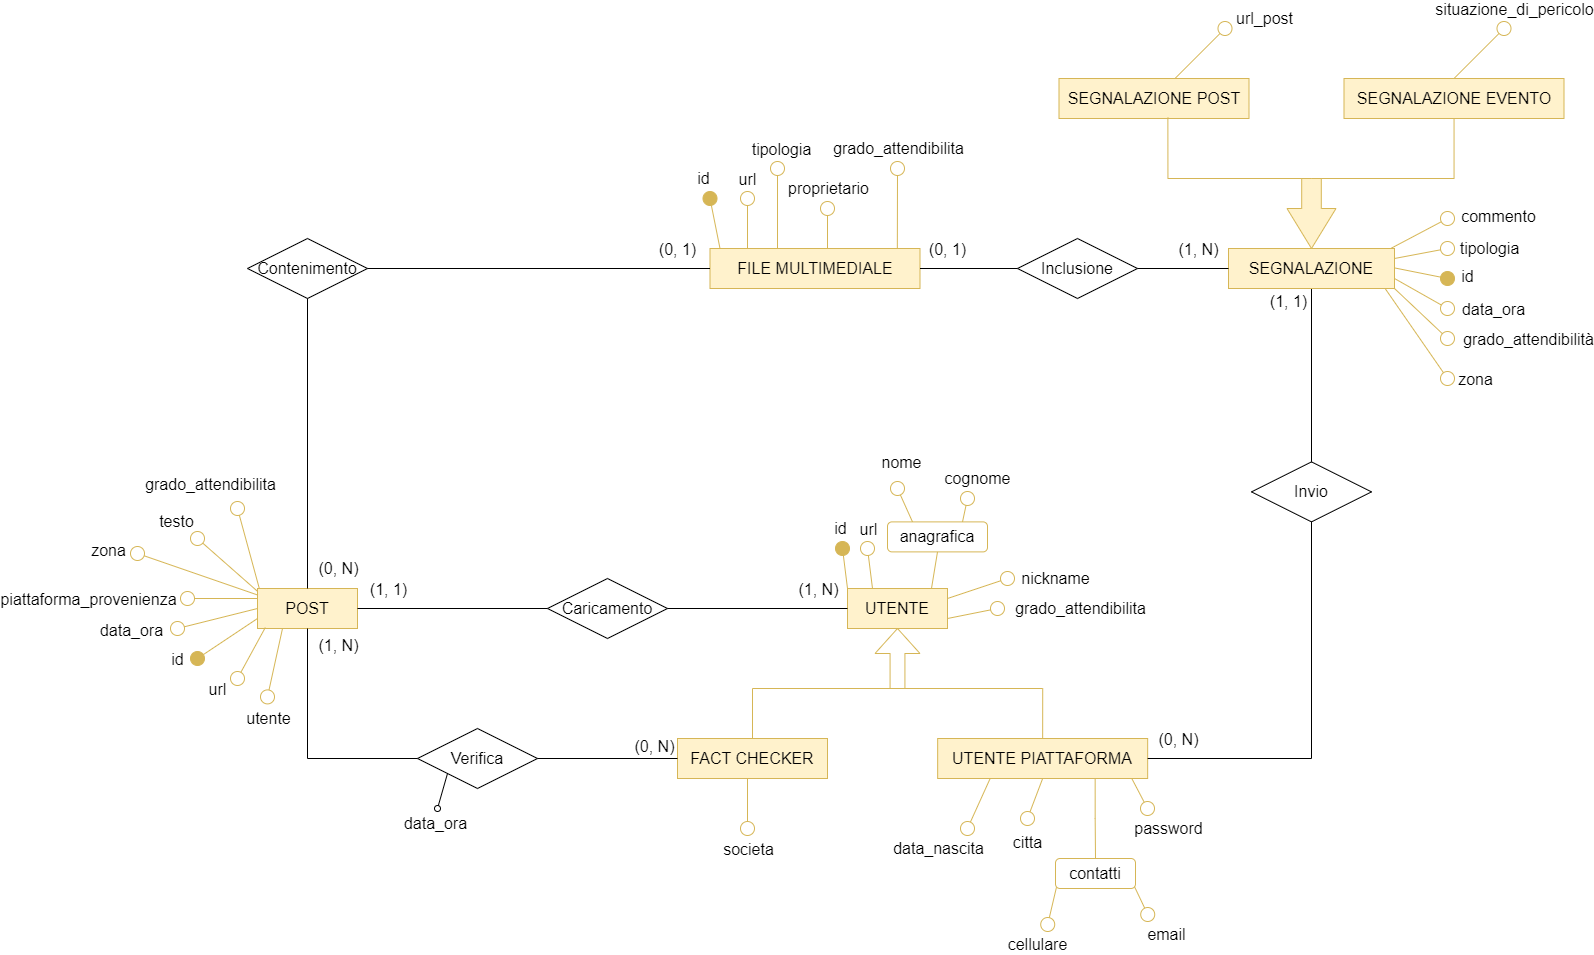 situazione_di_pericolo
url_post
SEGNALAZIONE POST
SEGNALAZIONE EVENTO
tipologia
grado_attendibilita
id
url
proprietario
commento
(0, 1)
(0, 1)
(1, N)
tipologia
Contenimento
FILE MULTIMEDIALE
Inclusione
SEGNALAZIONE
id
(1, 1)
data_ora
grado_attendibilità
zona
nome
cognome
grado_attendibilita
Invio
testo
id
url
anagrafica
zona
(0, N)
nickname
(1, 1)
(1, N)
piattaforma_provenienza
POST
Caricamento
UTENTE
grado_attendibilita
data_ora
(1, N)
id
url
utente
(0, N)
(0, N)
Verifica
FACT CHECKER
UTENTE PIATTAFORMA
data_ora
password
societa
data_nascita
citta
contatti
email
cellulare